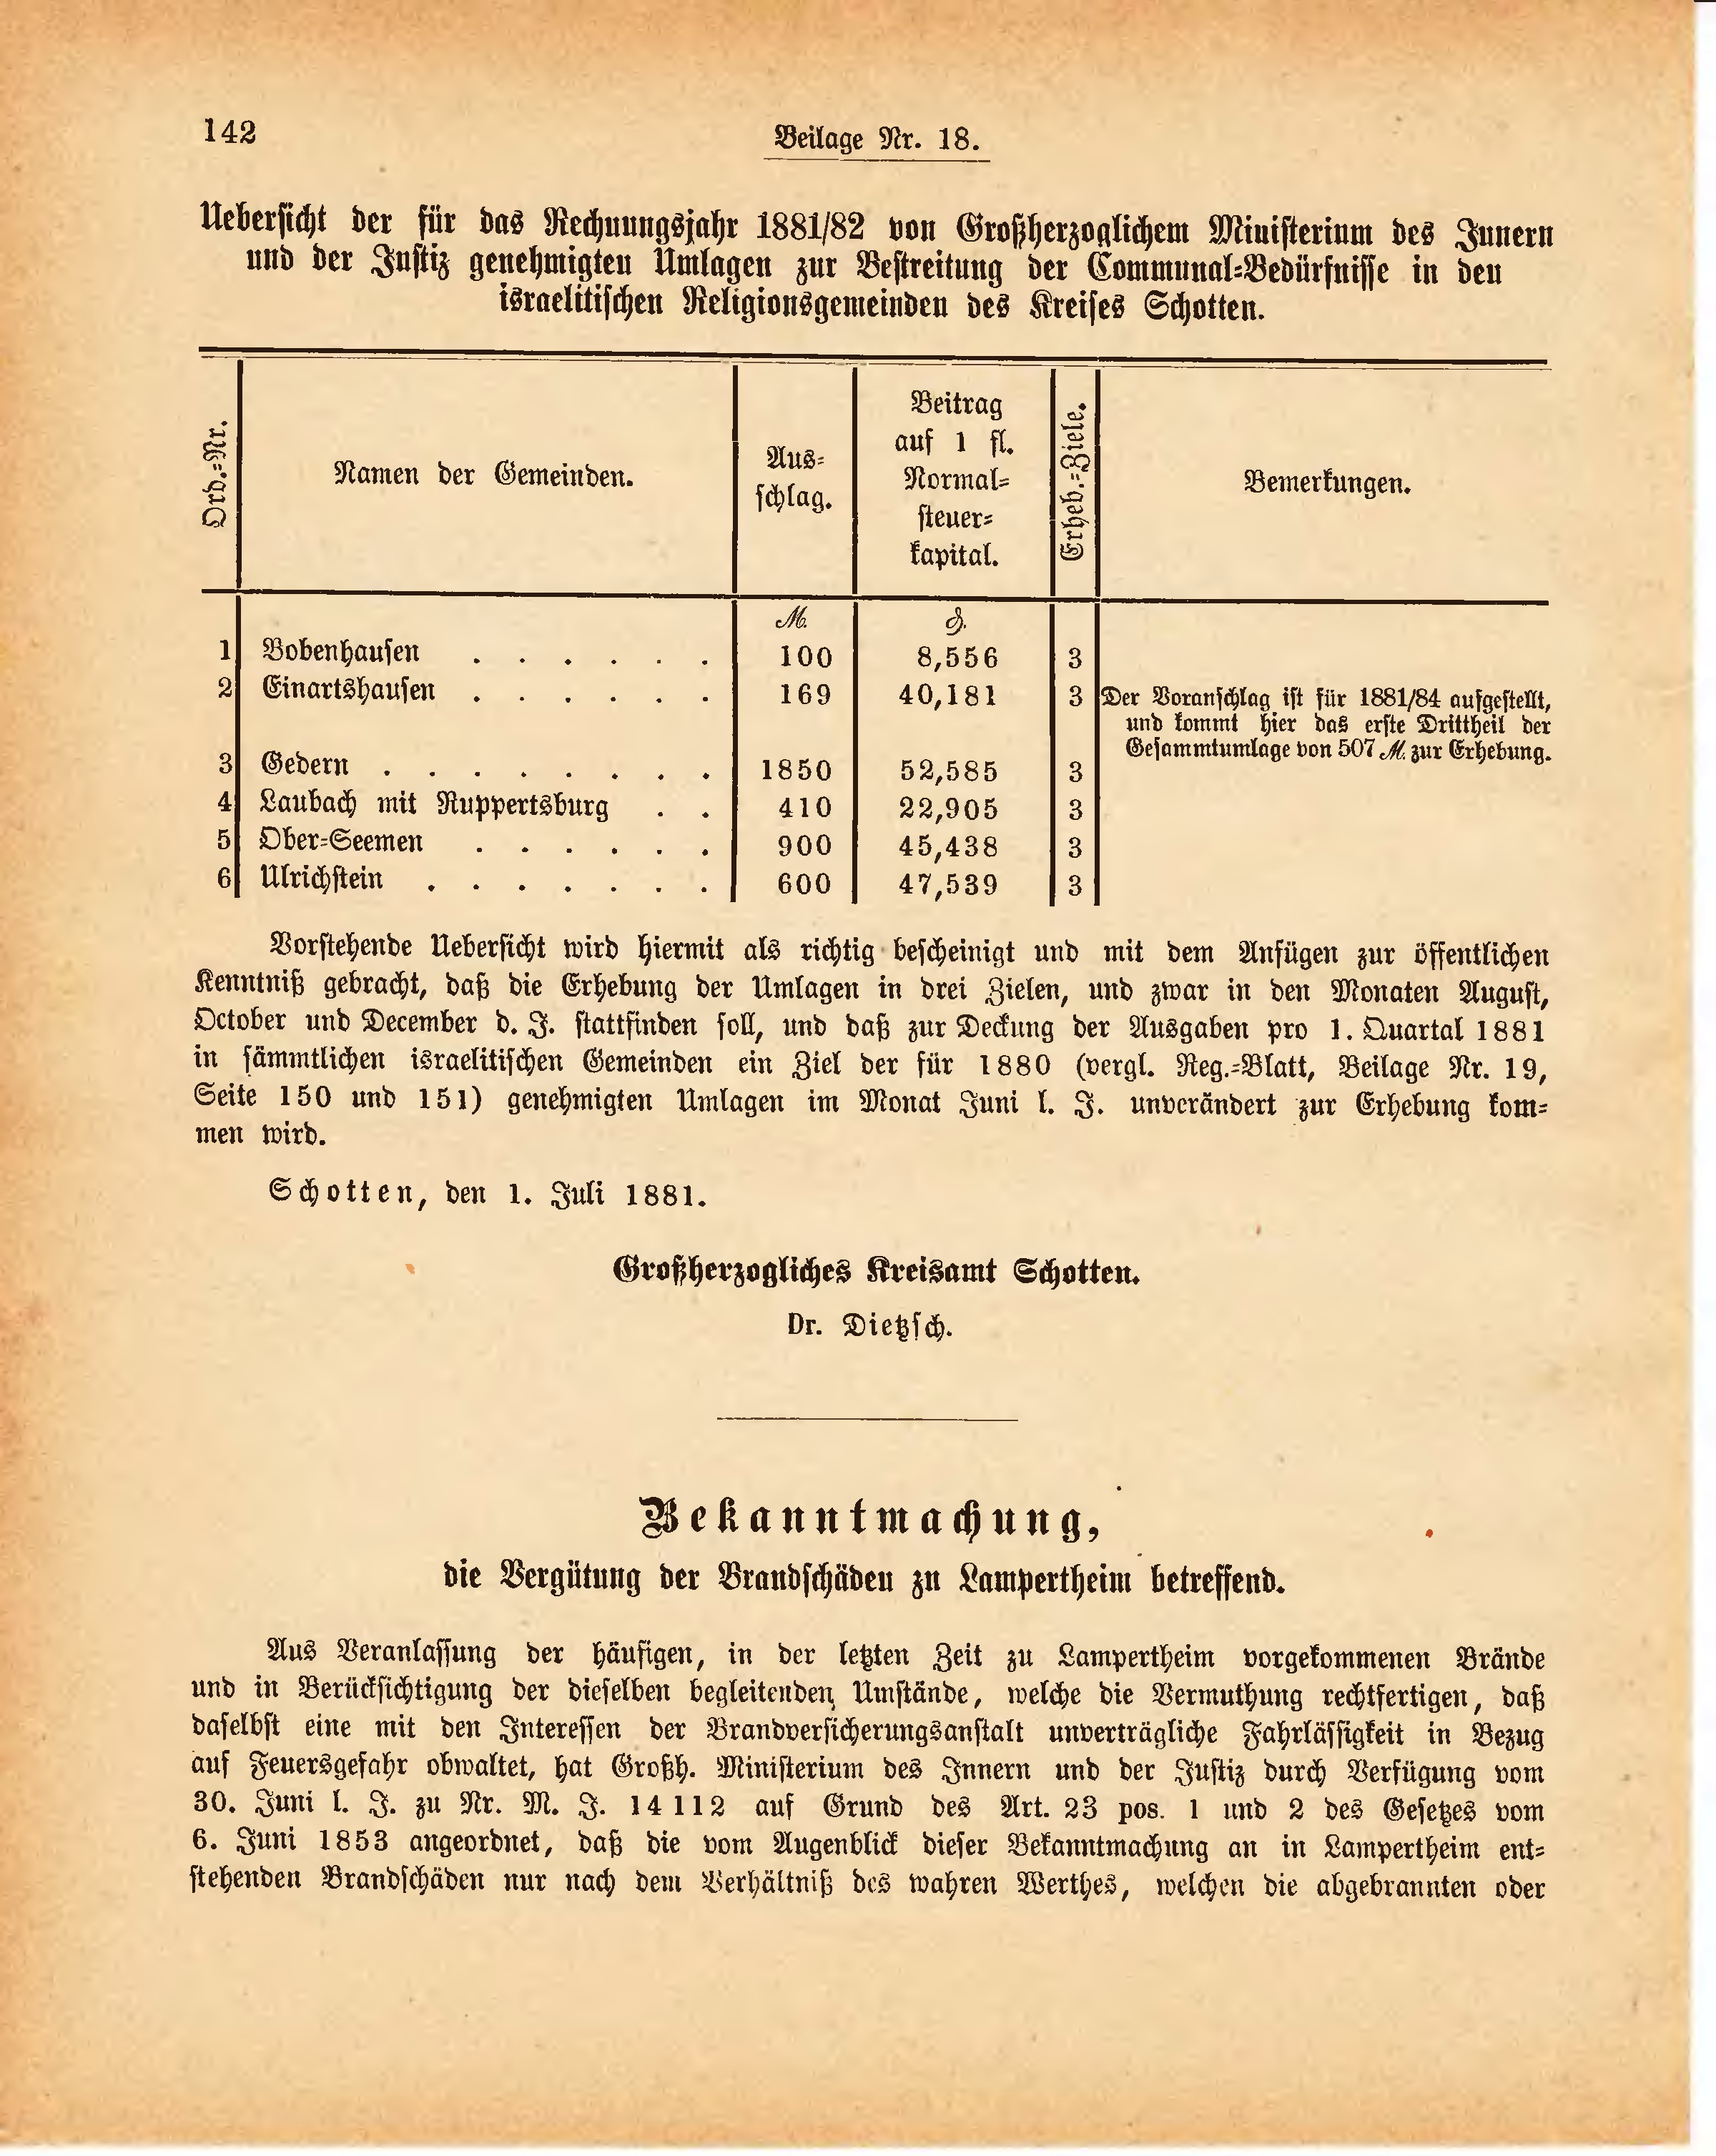 142
Beilage Nr. 18.
Uebersicht der für das Rechnungsjahr 1881/82 von Großherzoglichem Ministerium des Innern
und der Justiz genehmigten Umlagen zur Bestreitung der Communal=Bedürfnisse in den
israelitischen Religionsgemeinden des Kreises Schotten.
Ord.=Nr.
Namen der Gemeinden.
Aus=
schlag.
Beitrag
auf 1 fl.
Normal=
steuer=
kapital.
Erheb.=Ziele.
Bemerkungen.
M. ₰.
1 Bobenhausen . . . . . . 100 8,556 3
2 Einartshausen . . . . . . 169 40,181 3 Der Voranschlag ist für 1881/84 aufgestellt,
und kommt hier das erste Drittheil der
Gesammtumlage von 507 M. zur Erhebung.
3 Gedern . . . . . . . . 1850 52,585 3
4 Laubach mit Ruppertsburg . . 410 22,905 3
5 Ober=Seemen . . . . . . 900 45,438 3
6 Ulrichstein . . . . . . . 600 47,539 3
Vorstehende Uebersicht wird hiermit als richtig bescheinigt und mit dem Anfügen zur öffentlichen
Kenntniß gebracht, daß die Erhebung der Umlagen in drei Zielen, und zwar in den Monaten August,
October und December d. J. stattfinden soll, und daß zur Deckung der Ausgaben pro 1. Quartal 1881
in sämmtlichen israelitischen Gemeinden ein Ziel der für 1880 (vergl. Reg.=Blatt, Beilage Nr. 19,
Seite 150 und 151) genehmigten Umlagen im Monat Juni l. J. unverändert zur Erhebung kom=
men wird.
Schotten, den 1. Juli 1881.
Großherzogliches Kreisamt Schotten.
Dr. Dietzsch.
Bekanntmachung,
die Vergütung der Brandschäden zu Lampertheim betreffend.
Aus Veranlassung der häufigen, in der letzten Zeit zu Lampertheim vorgekommenen Brände
und in Berücksichtigung der dieselben begleitenden Umstände, welche die Vermuthung rechtfertigen, daß
daselbst eine mit den Interessen der Brandversicherungsanstalt unverträgliche Fahrlässigkeit in Bezug
auf Feuersgefahr obwaltet, hat Großh. Ministerium des Innern und der Justiz durch Verfügung vom
30. Juni l. J. zu Nr. M. J. 14112 auf Grund des Art. 23 pos. 1 und 2 des Gesetzes vom
6. Juni 1853 angeordnet, daß die vom Augenblick dieser Bekanntmachung an in Lampertheim ent=
stehenden Brandschäden nur nach dem Verhältniß des wahren Werthes, welchen die abgebrannten oder